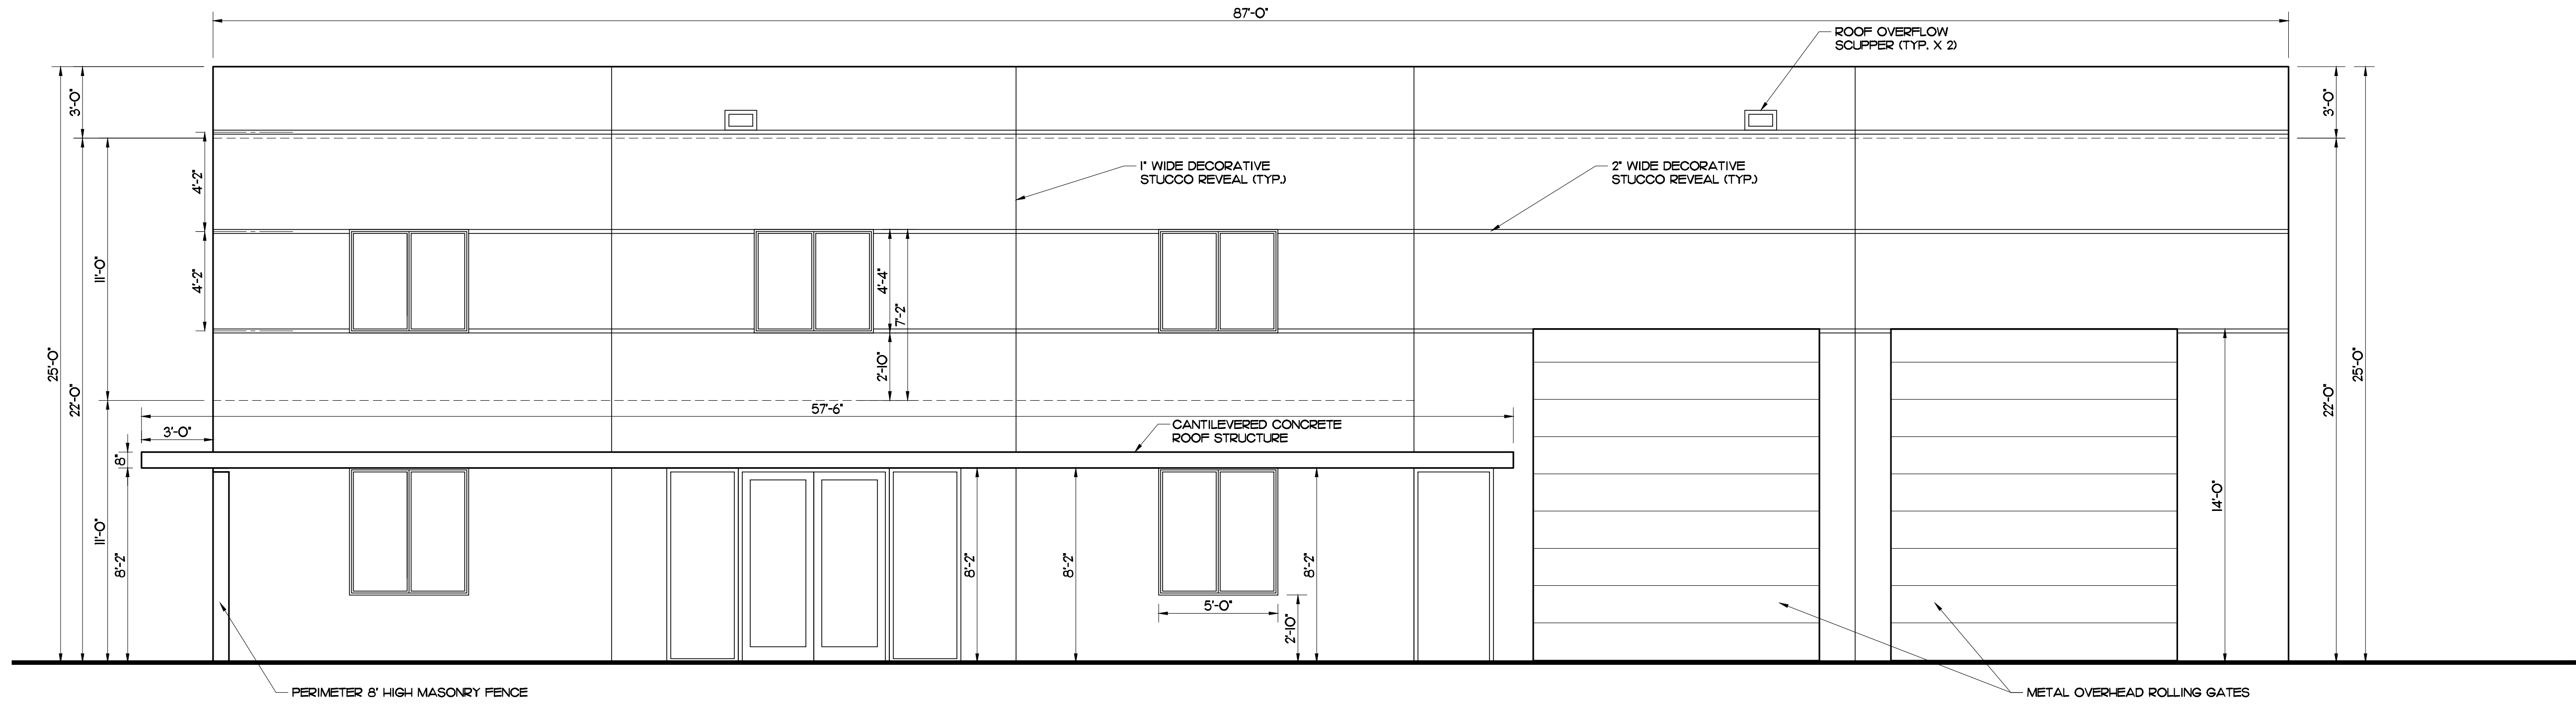 87'-0"
ROOF OVERFLOW
SCUPPER (TYP. X 2)
3'-0"
3'-0"
1" WIDE DECORATIVE
STUCCO REVEAL (TYP.)
2" WIDE DECORATIVE
STUCCO REVEAL (TYP.)
4'-2"
4'-2"
11'-0"
4'-4"
7'-2"
2'-10"
25'-0"
22'-0"
25'-0"
22'-0"
57'-6"
3'-0"
CANTILEVERED CONCRETE
ROOF STRUCTURE
8"
14'-0"
11'-0"
8'-2"
8'-2"
8'-2"
8'-2"
5'-0"
2'-10"
PERIMETER 8' HIGH MASONRY FENCE
METAL OVERHEAD ROLLING GATES